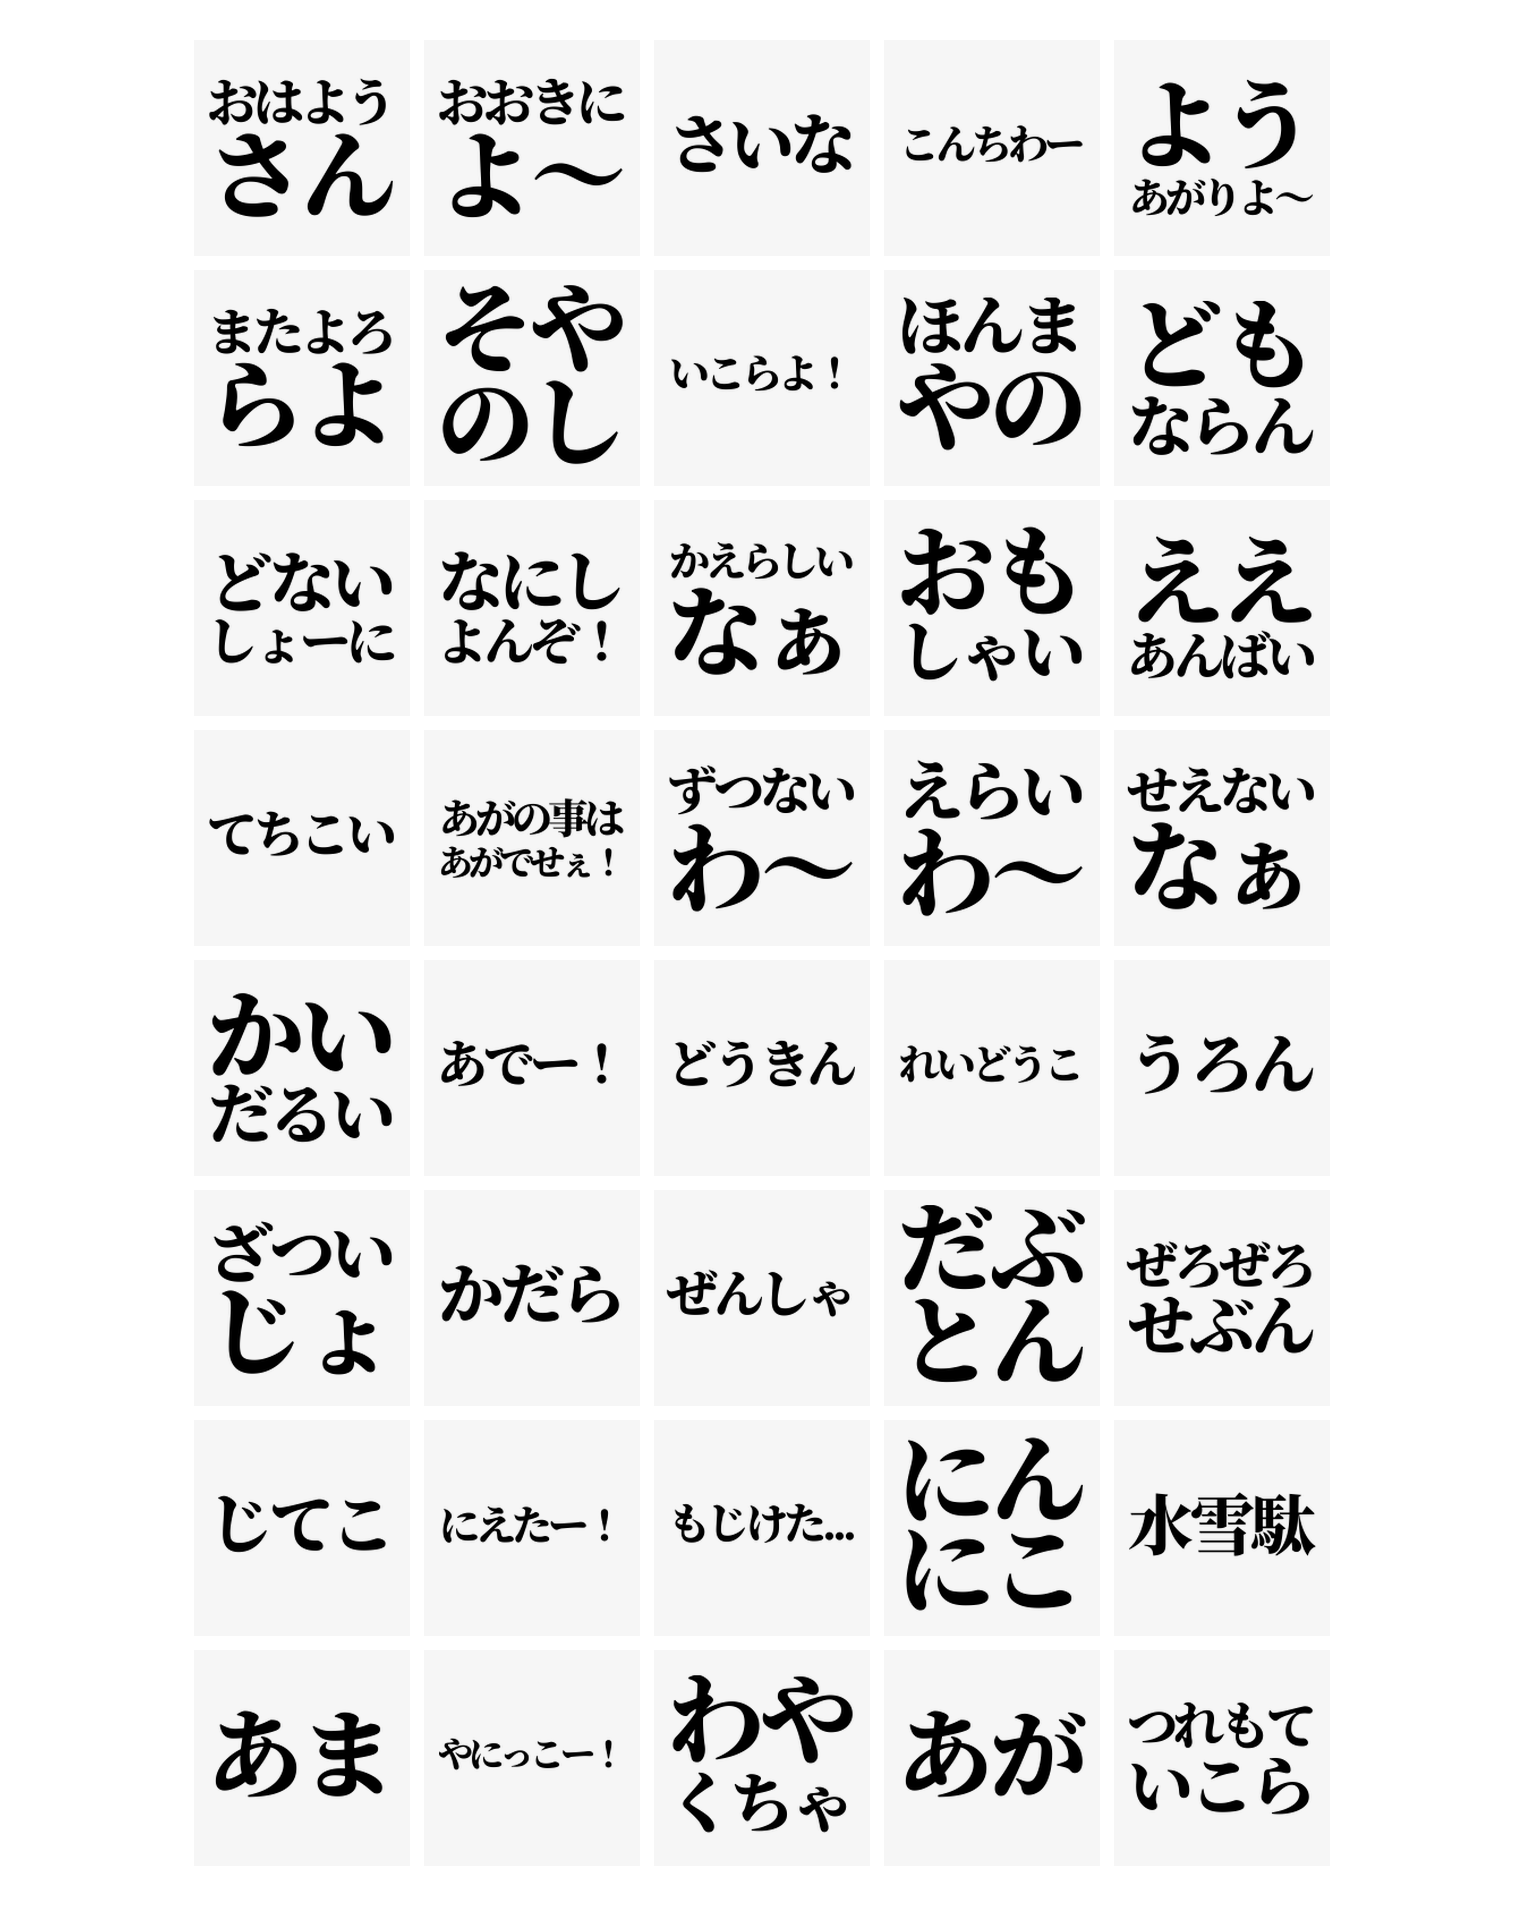 おはよう
さん
おおきに
よ〜
さいな
こんちわー
よう
あがりよ〜
またよろ
らよ
そや
のし
いこらよ！
ほんま
やの
ども
ならん
どない
しょーに
なにし
よんぞ！
かえらしい
なぁ
おも
しゃい
ええ
あんばい
てちこい
あがの事は
あがでせぇ！
ずつない
わ〜
えらい
わ〜
せえない
なぁ
かい
だるい
あでー！
どうきん
れいどうこ
うろん
ざつい
じょ
かだら
ぜんしゃ
だぶ
とん
ぜろぜろ
せぶん
じてこ
にえたー！
もじけた...
にん
にこ
水雪駄
あま
やにっこー！
わや
くちゃ
あが
つれもて
いこら